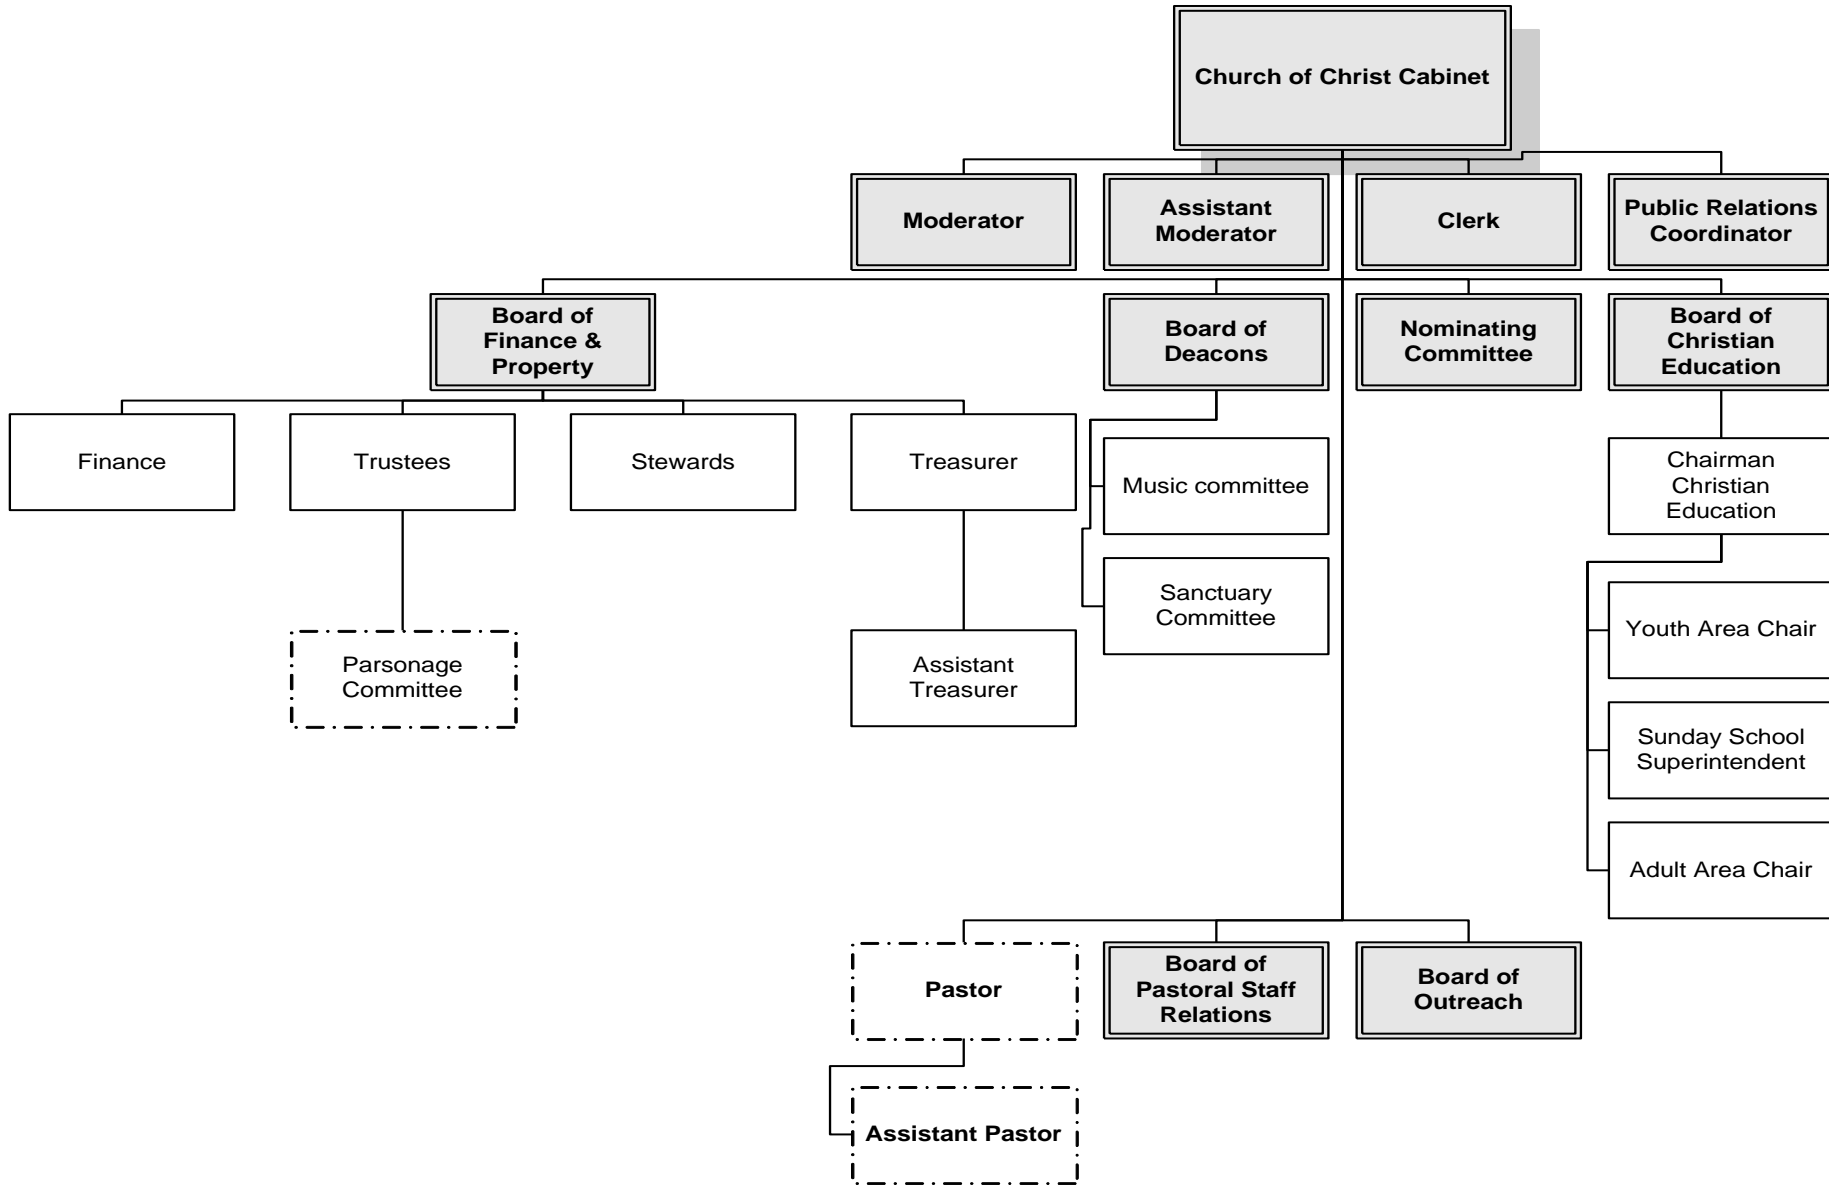 Church of Christ Cabinet
Moderator
Assistant
Moderator
Clerk
Public Relations
Coordinator
Board of
Finance &
Property
Board of
Deacons
Nominating
Committee
Board of
Christian
Education
Finance
Trustees
Stewards
Treasurer
Music committee
Chairman
Christian
Education
Sanctuary
Committee
Youth Area Chair
Parsonage
Committee
Assistant
Treasurer
Sunday School
Superintendent
Adult Area Chair
Pastor
Board of
Pastoral Staff
Relations
Board of
Outreach
Assistant Pastor